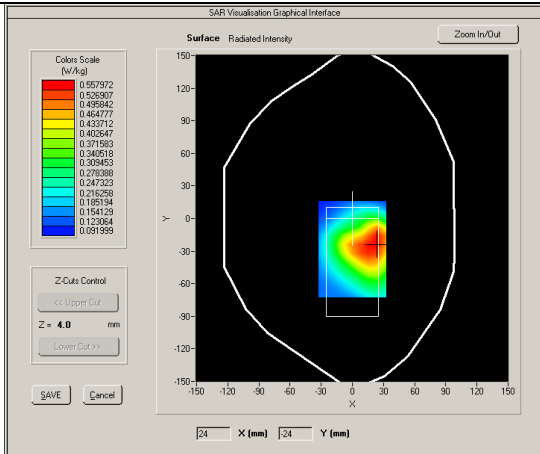 SAR Visualisation Graphical Interface
Surface Radiated Intensity
Zoom In/Out
Colors Scale
(W/kg)
0.557972
0.526907
0.495842
0.464777
0.433712
0.402647
0.371583
0.340518
0.309453
0.278388
0.247323
0.216258
0.185194
0.154129
0.123064
0.091999
Z-Cuts Control
<< Upper Cut
Z = 4.0 mm
Lower Cut >>
SAVE Cancel
150-
120-
90-
60-
30-
0-
-30-
-60-
-90-
-120-
-150-
Y
-150 -120 -90 -60 -30 0 30 60 90 120 150
X
24 X (mm) -24 Y (mm)